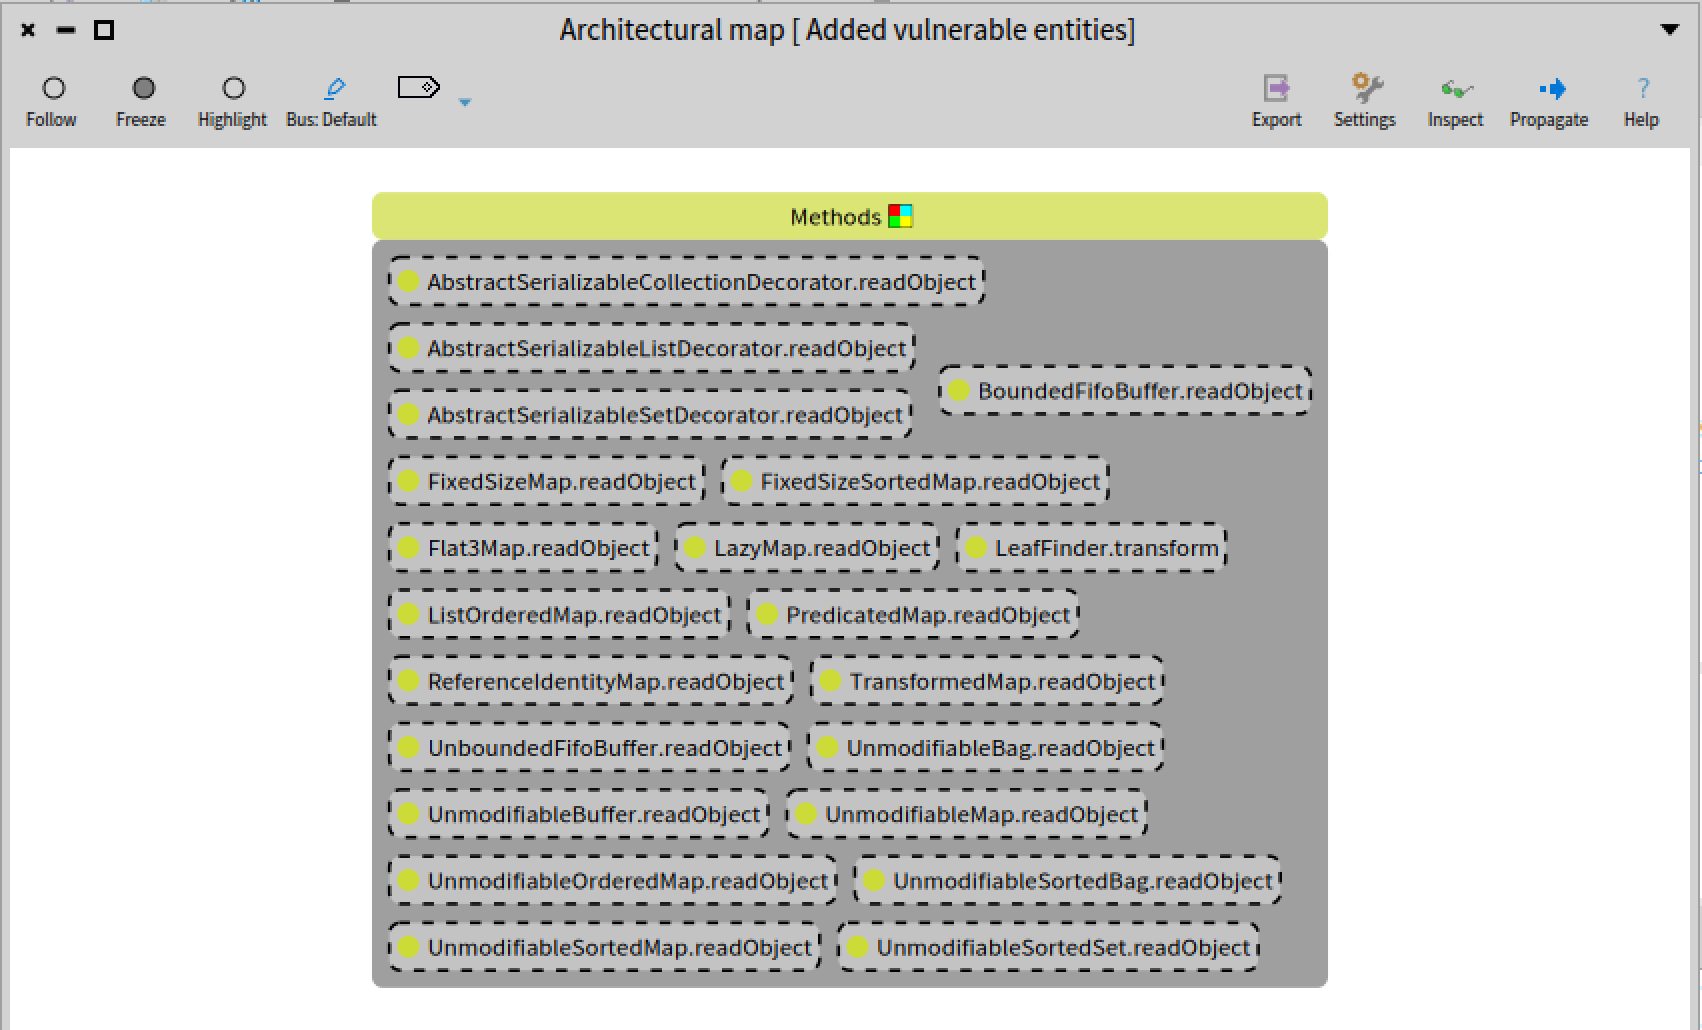 Architectural map [ Added vulnerable entities]
Follow Freeze Highlight Bus: Default Export Settings Inspect Propagate Help
Methods
AbstractSerializableCollectionDecorator.readObject
AbstractSerializableListDecorator.readObject
BoundedFifoBuffer.readObject
AbstractSerializableSetDecorator.readObject
FixedSizeMap.readObject FixedSizeSortedMap.readObject
Flat3Map.readObject LazyMap.readObject LeafFinder.transform
ListOrderedMap.readObject PredicatedMap.readObject
ReferenceIdentityMap.readObject TransformedMap.readObject
UnboundedFifoBuffer.readObject UnmodifiableBag.readObject
UnmodifiableBuffer.readObject UnmodifiableMap.readObject
UnmodifiableOrderedMap.readObject UnmodifiableSortedBag.readObject
UnmodifiableSortedMap.readObject UnmodifiableSortedSet.readObject